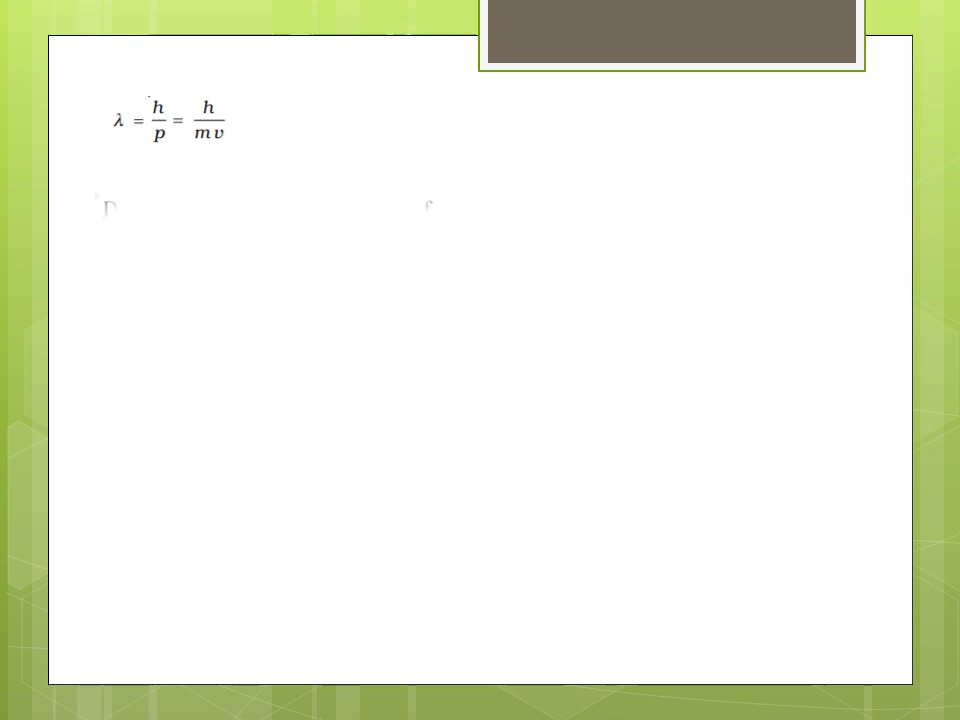 λ = h/p = h/mv